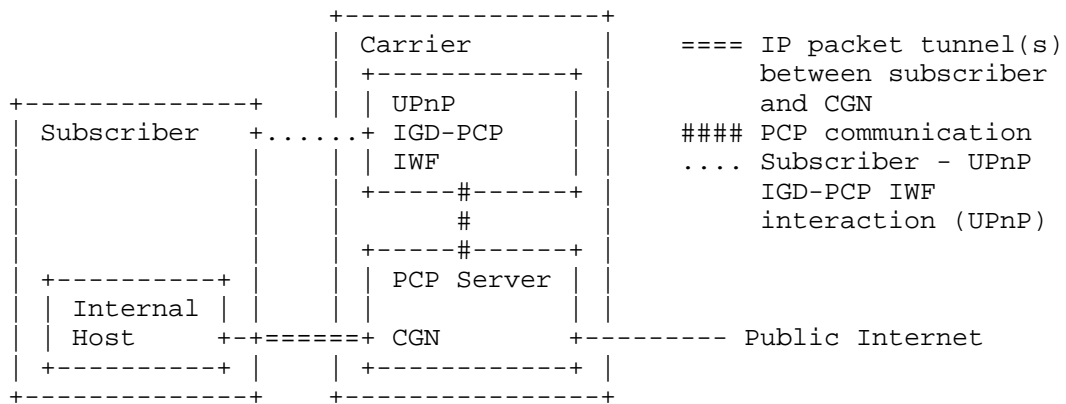 Carrier
==== IP packet tunnel(s)
between subscriber
UPnP
and CGN
Subscriber
IGD-PCP
#### PCP communication
IWF
.... Subscriber - UPnP
IGD-PCP IWF
interaction (UPnP)
PCP Server
Internal
Host
CGN
Public Internet